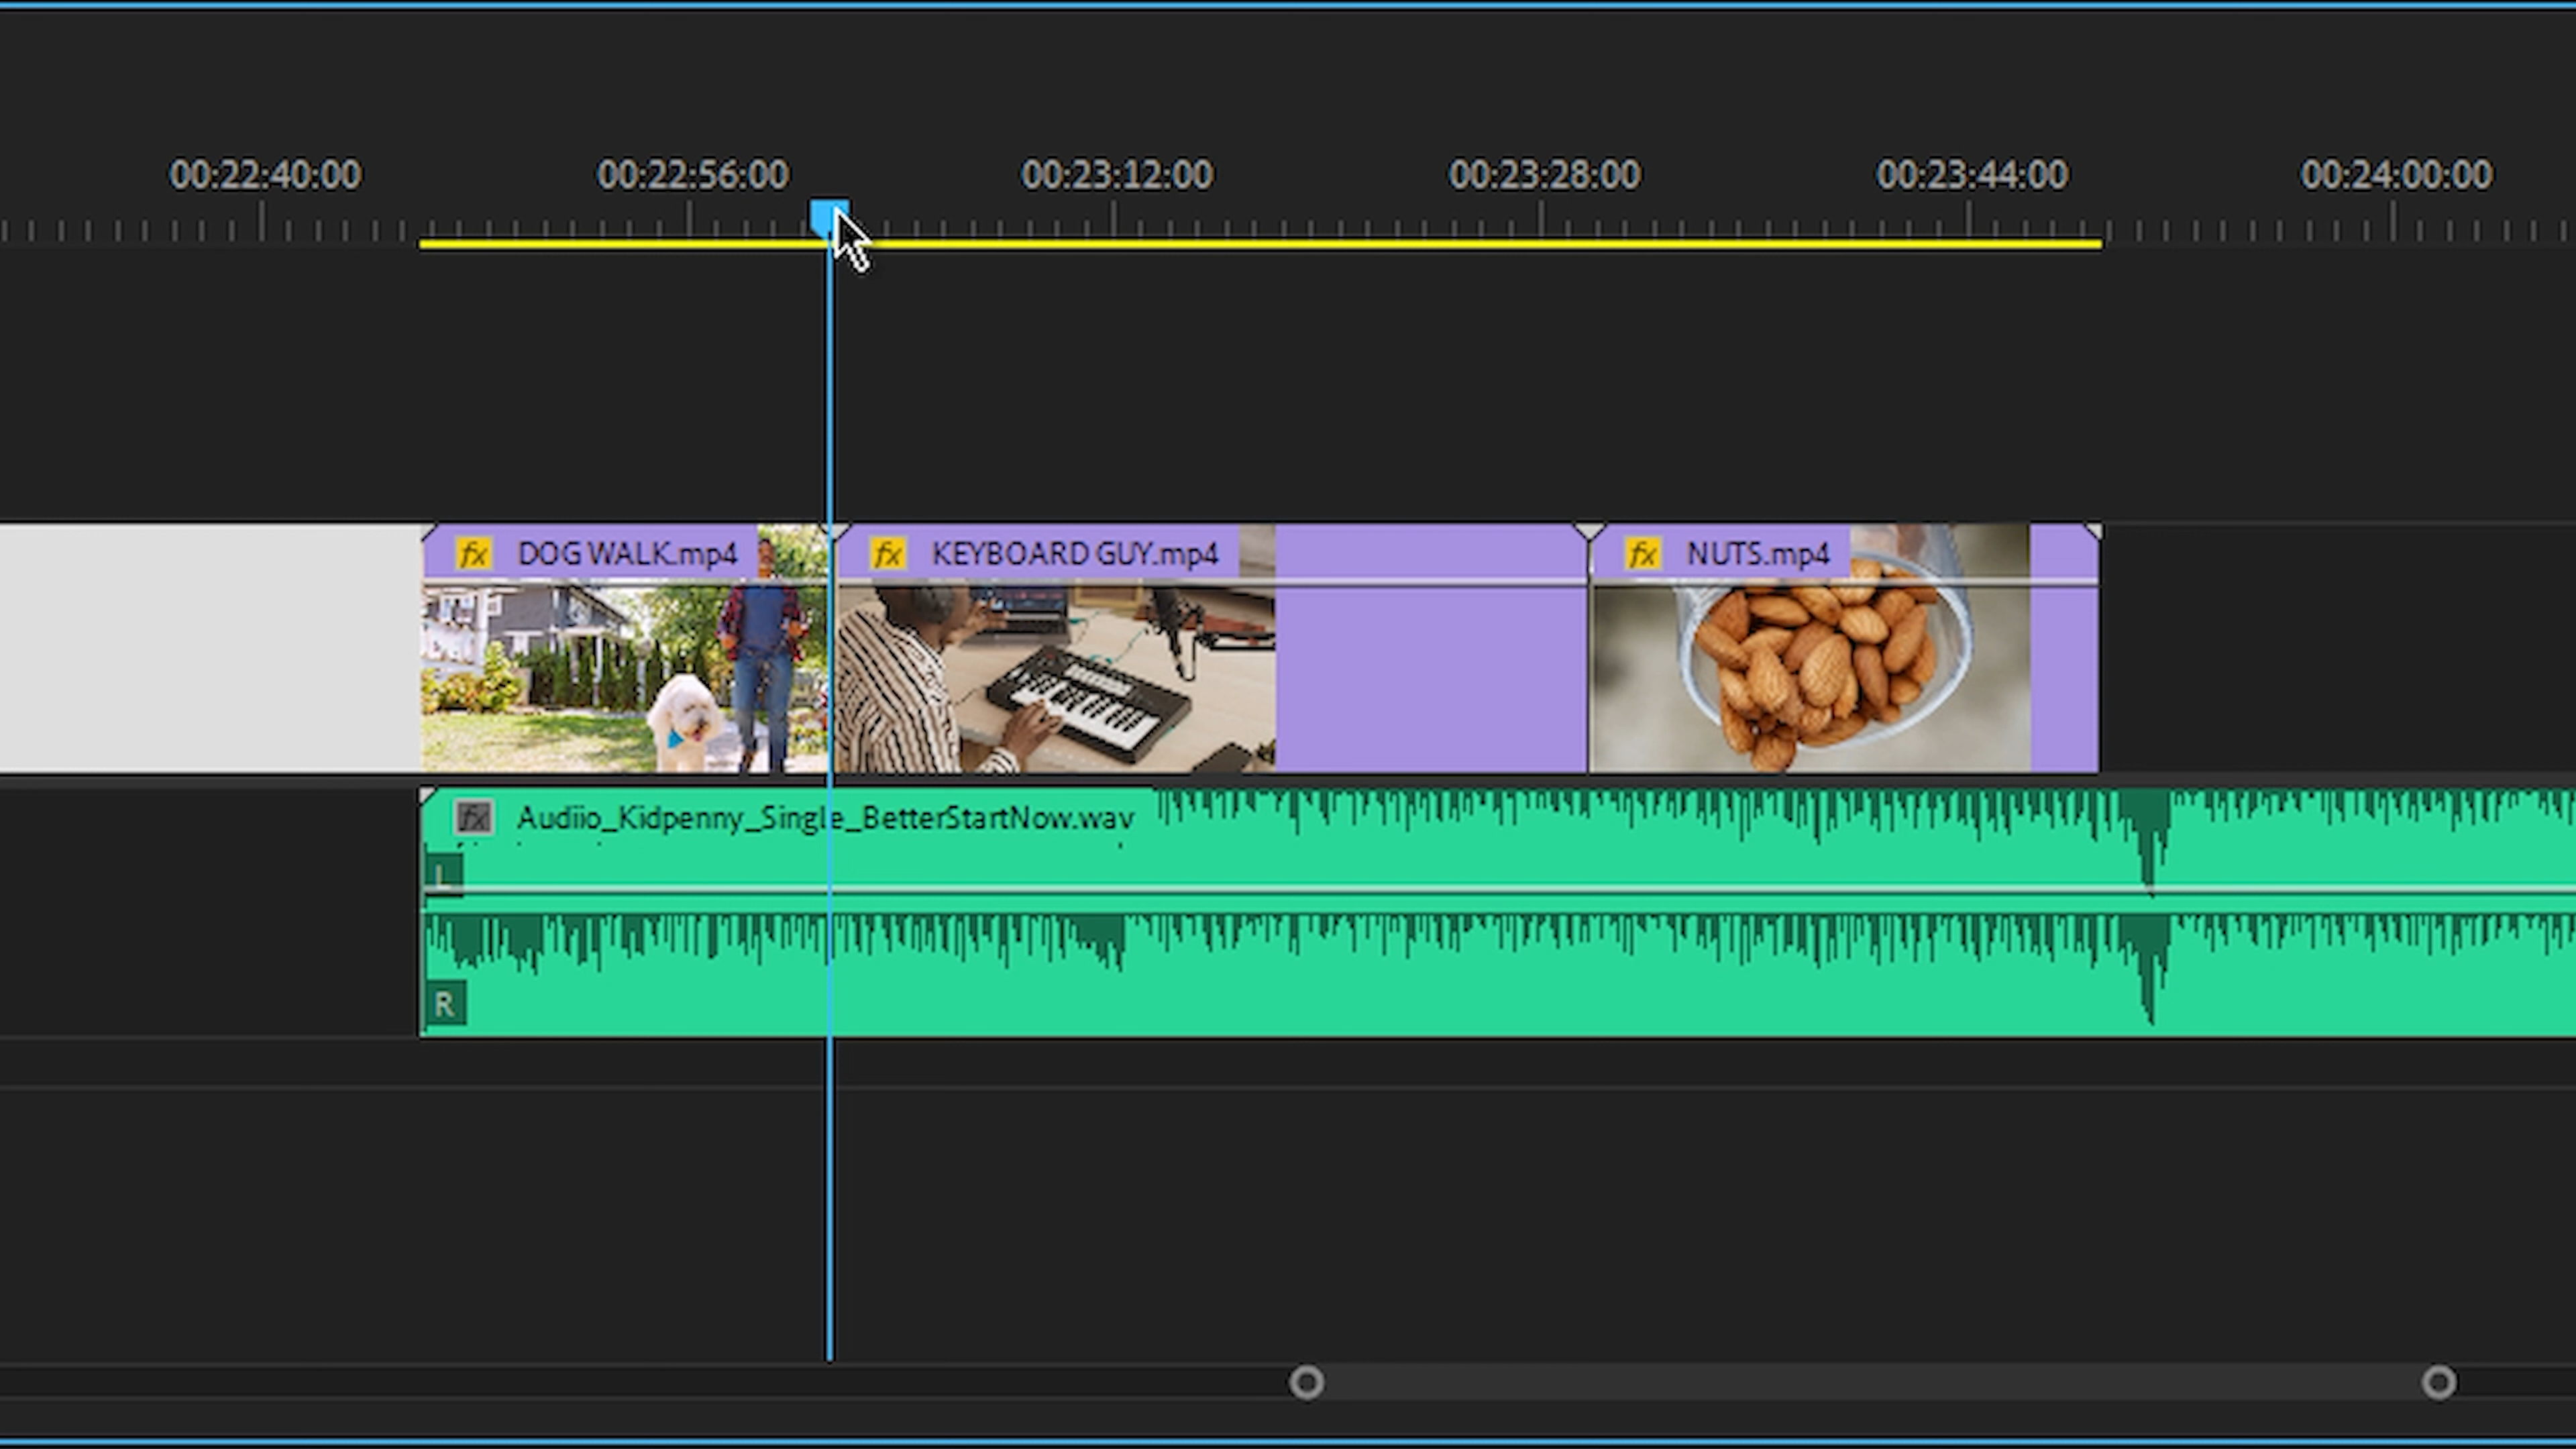 00:22:40:00 00:22:56:00 00:23:12:00 00:23:28:00 00:23:44:00 00:24:00:00
fx DOG WALK.mp4 fx KEYBOARD GUY.mp4 fx NUTS.mp4
fx Audiio_Kidpenny_Single_BetterStartNow.wav
L
R